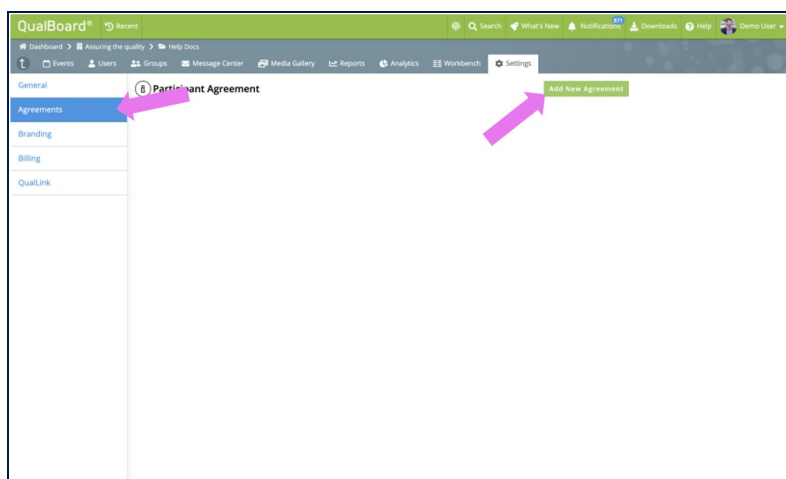 QualBoard® Recent Search What's New Notifications 871 Downloads Help Demo User
Dashboard Assuring the quality Help Docs
Events Users Groups Message Center Media Gallery Reports Analytics Workbench Settings
General
Participant Agreement
Add New Agreement
Agreements
Branding
Billing
QualLink